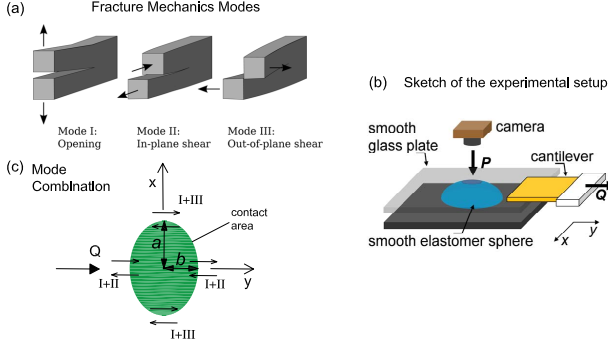 Fracture Mechanics Modes
(a)
Mode I:
Opening
Mode II:
In-plane shear
Mode III:
Out-of-plane shear
(b) Sketch of the experimental setup
smooth
glass plate
camera
P
cantilever
Q
smooth elastomer sphere
x
y
(c) Mode
Combination
x
I+III
contact
area
a
Q
b
I+II
I+II
y
I+III